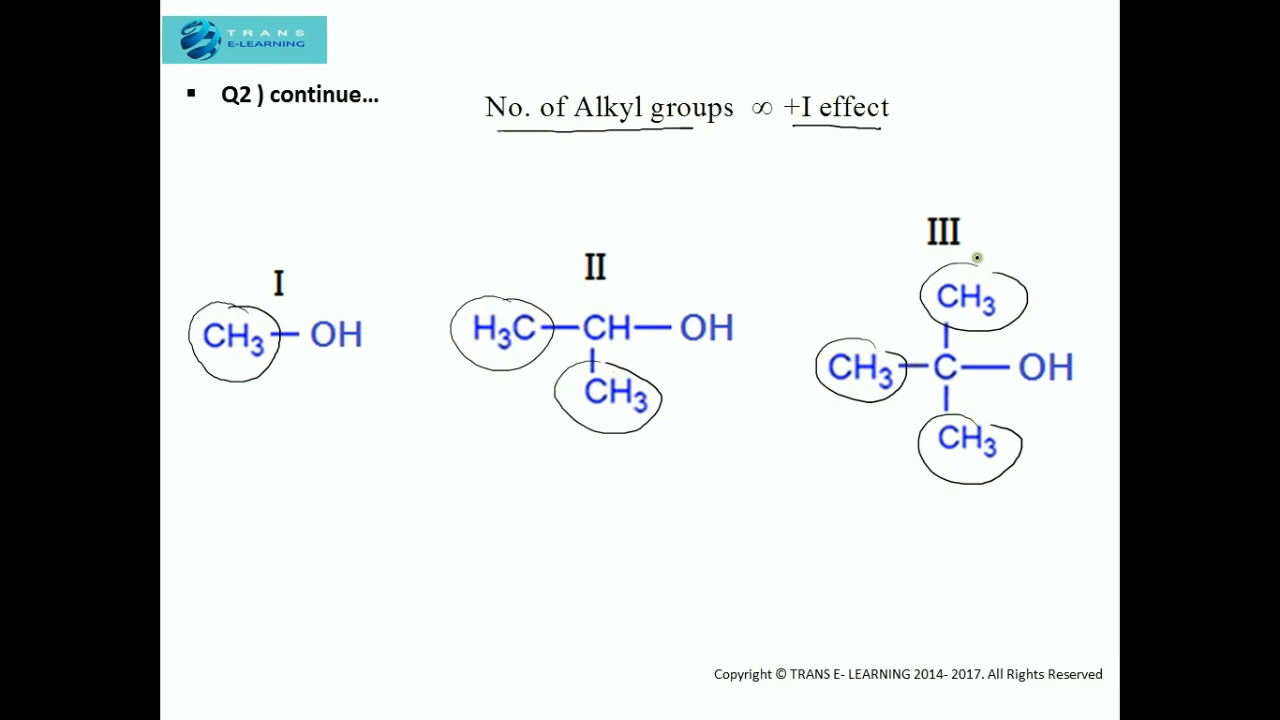 TRANS
E-LEARNING
▪ Q2 ) continue...
No. of Alkyl groups ∞ +I effect
I
CH₃—OH
II
H₃C—CH—OH
CH₃
III
CH₃
CH₃—C—OH
CH₃
Copyright © TRANS E- LEARNING 2014- 2017. All Rights Reserved